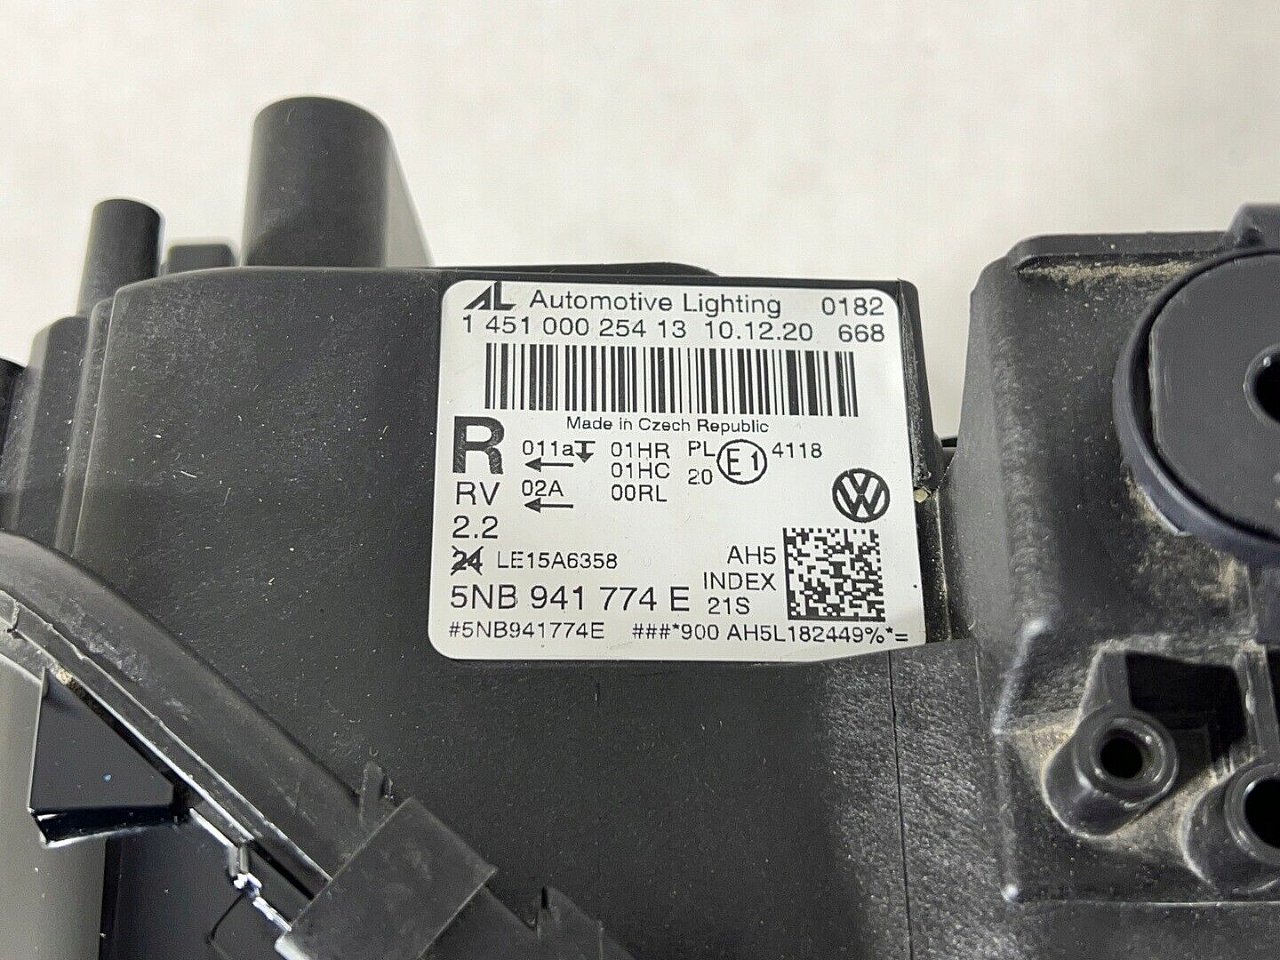 AL Automotive Lighting 0182
1 451 000 254 13 10.12.20 668
Made in Czech Republic
R 011a 01HR PL E1 4118
01HC 20
RV 02A 00RL
2.2
24 LE15A6358 AH5
INDEX
5NB 941 774 E 21S
#5NB941774E ###*900 AH5L182449%*=